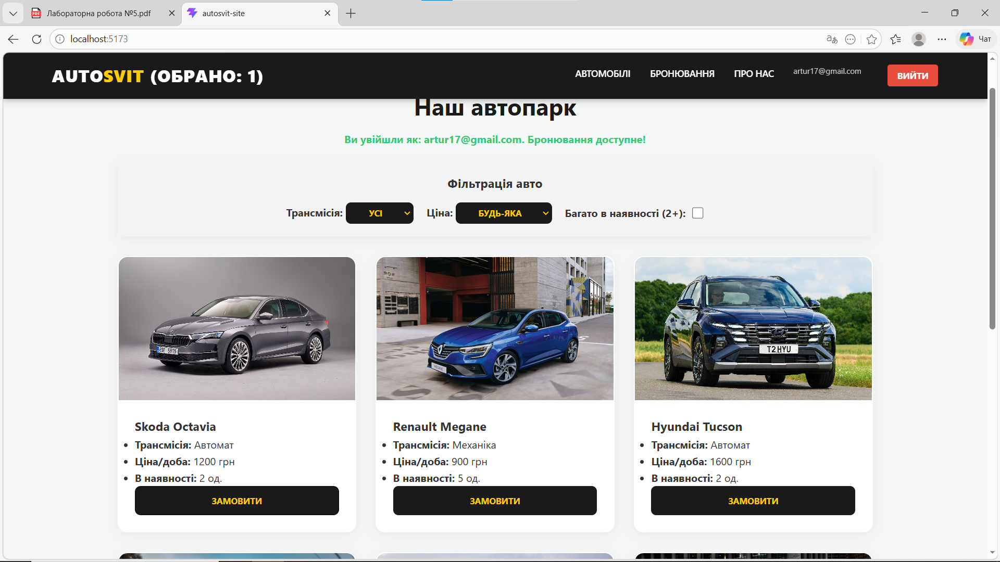 Лабораторна робота №5.pdf
autosvit-site
localhost:5173
Чат
AUTOSVIT (ОБРАНО: 1)
АВТОМОБІЛІ
БРОНЮВАННЯ
ПРО НАС
artur17@gmail.com
ВИЙТИ
Наш автопарк
Ви увійшли як: artur17@gmail.com. Бронювання доступне!
Фільтрація авто
Трансмісія: УСІ
Ціна: БУДЬ-ЯКА
Багато в наявності (2+):
T2 HYU
MEGANE
Skoda Octavia
Трансмісія: Автомат
Ціна/доба: 1200 грн
В наявності: 2 од.
ЗАМОВИТИ
Renault Megane
Трансмісія: Механіка
Ціна/доба: 900 грн
В наявності: 5 од.
ЗАМОВИТИ
Hyundai Tucson
Трансмісія: Автомат
Ціна/доба: 1600 грн
В наявності: 2 од.
ЗАМОВИТИ